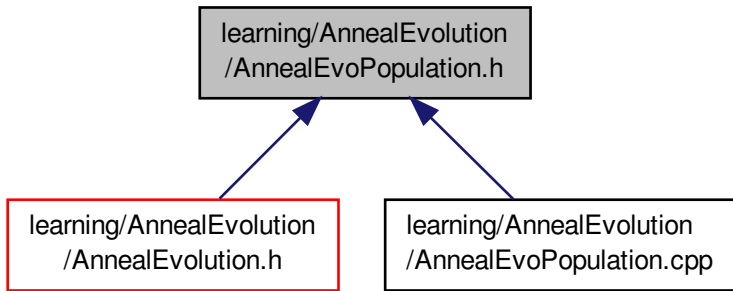 learning/AnnealEvolution
/AnnealEvoPopulation.h
learning/AnnealEvolution
/AnnealEvolution.h
learning/AnnealEvolution
/AnnealEvoPopulation.cpp